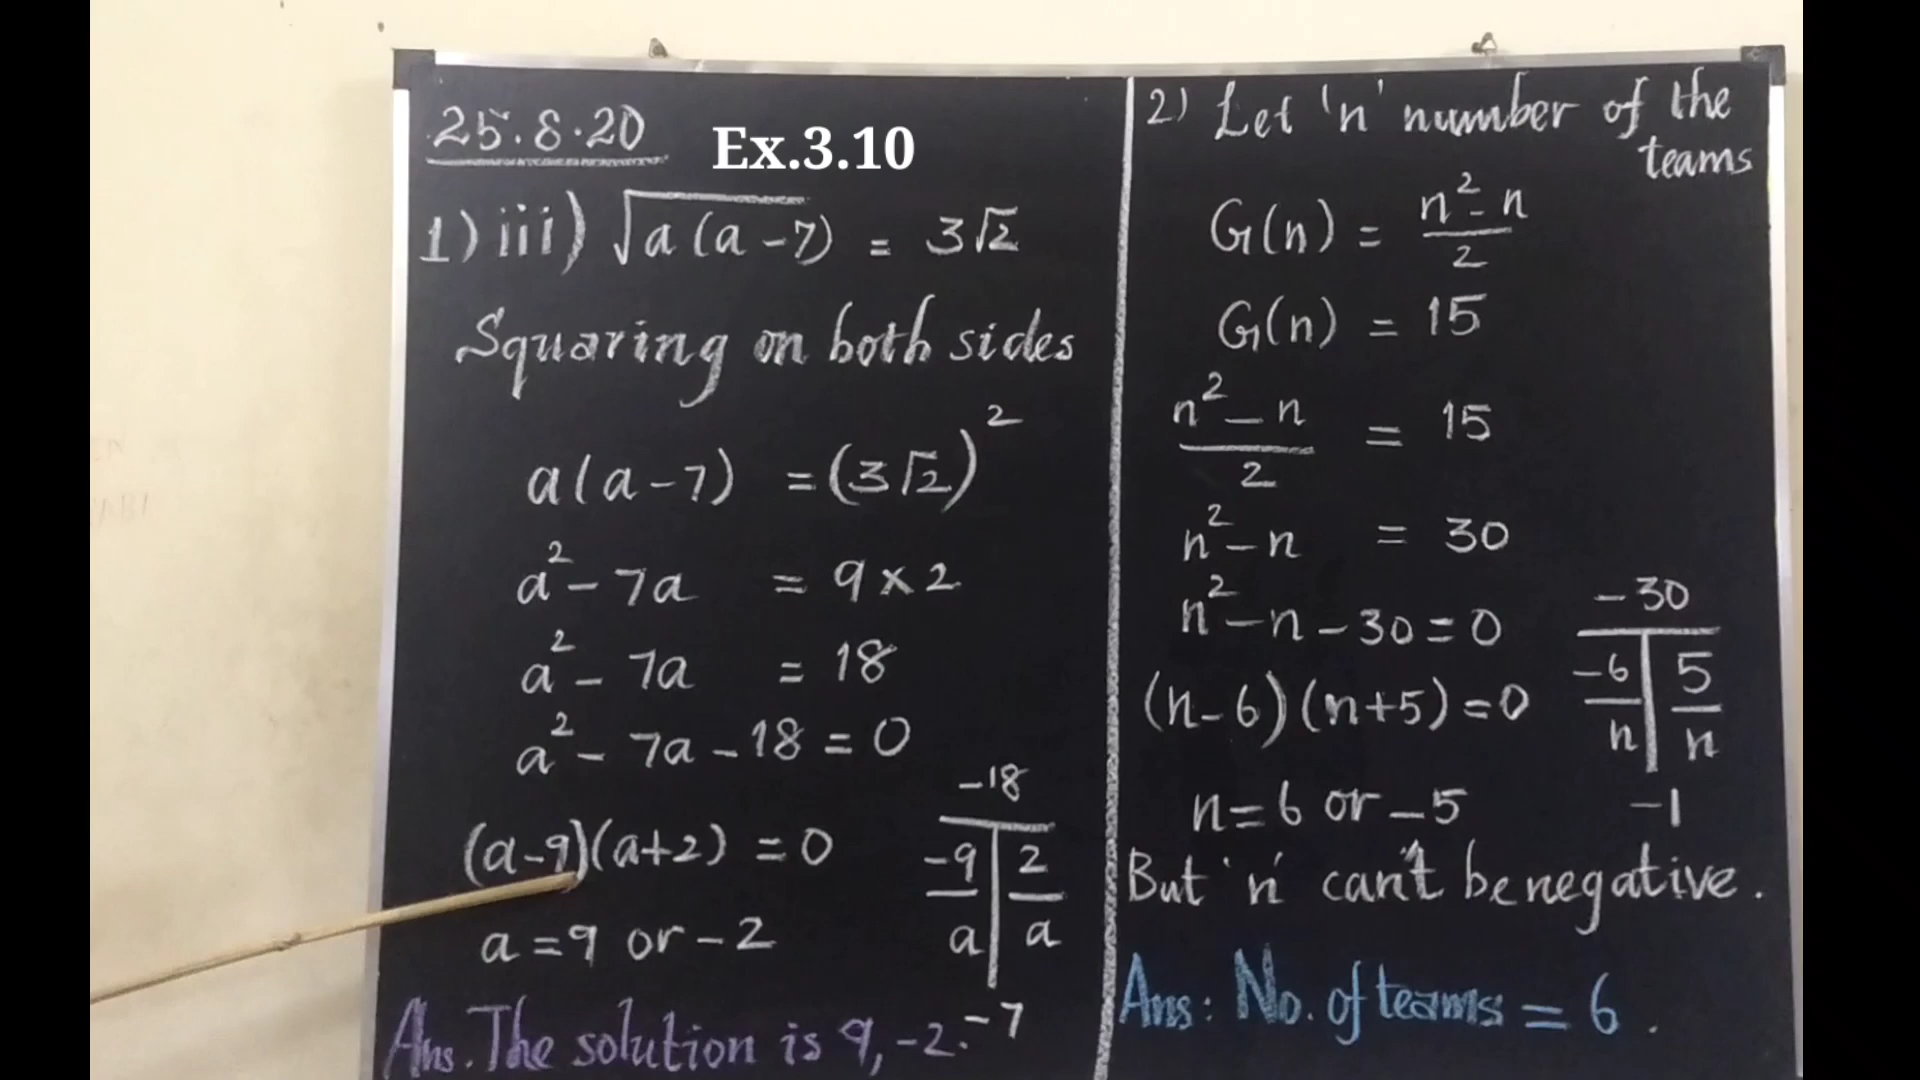 25.8.20 Ex.3.10
1) iii) √a(a-7) = 3√2
Squaring on both sides
a(a-7) = (3√2)²
a² - 7a = 9 × 2
a² - 7a = 18
a² - 7a - 18 = 0
-18
(a-9)(a+2) = 0
-9 | 2
a = 9 or -2
a | a
-7
Ans. The solution is 9, -2.
2) Let 'n' number of the
teams
G(n) = n² - n / 2
G(n) = 15
n² - n / 2 = 15
n² - n = 30
n² - n - 30 = 0
-30
(n-6)(n+5) = 0
-6 | 5
n | n
n = 6 or -5
-1
But 'n' can't be negative.
Ans: No. of teams = 6.